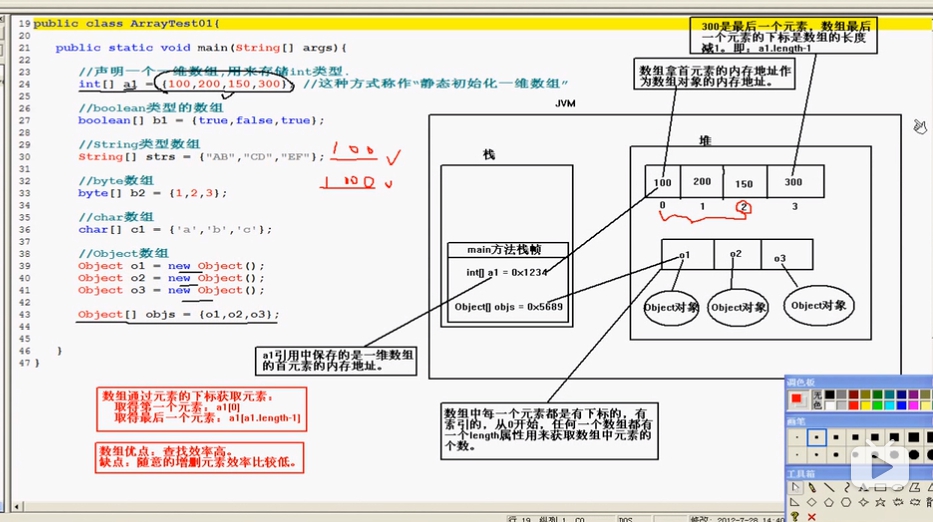 19 public class ArrayTest01{
20
21 public static void main(String[] args){
22
23 //声明一个一维数组,用来存储int类型.
24 int[] a1 = {100,200,150,300}; //这种方式称作“静态初始化一维数组”
25
26 //boolean类型的数组
27 boolean[] b1 = {true,false,true};
28
29 //String类型数组
30 String[] strs = {"AB","CD","EF"};
31
32 //byte数组
33 byte[] b2 = {1,2,3};
34
35 //char数组
36 char[] c1 = {'a','b','c'};
37
38 //Object数组
39 Object o1 = new Object();
40 Object o2 = new Object();
41 Object o3 = new Object();
42
43 Object[] objs = {o1,o2,o3};
44
45
46 }
47 }
100
100
数组通过元素的下标获取元素:
取得第一个元素: a1[0]
取得最后一个元素: a1[a1.length-1]
数组优点: 查找效率高。
缺点: 随意的增删元素效率比较低。
300是最后一个元素, 数组最后
一个元素的下标是数组的长度
减1。即: a1.length-1
数组拿首元素的内存地址作
为数组对象的内存地址。
JVM
栈
main方法栈帧
int[] a1 = 0x1234
Object[] objs = 0x5689
堆
100 200 150 300
0 1 2 3
o1 o2 o3
Object对象 Object对象 Object对象
a1引用中保存的是一维数组
的首元素的内存地址。
数组中每一个元素都是有下标的, 有
索引的, 从0开始, 任何一个数组都有
一个length属性用来获取数组中元素的
个数。
调色板
无色
画笔
工具箱
行 19, 纵列 1, C0
DOS
修改: 2012-7-28 14:40